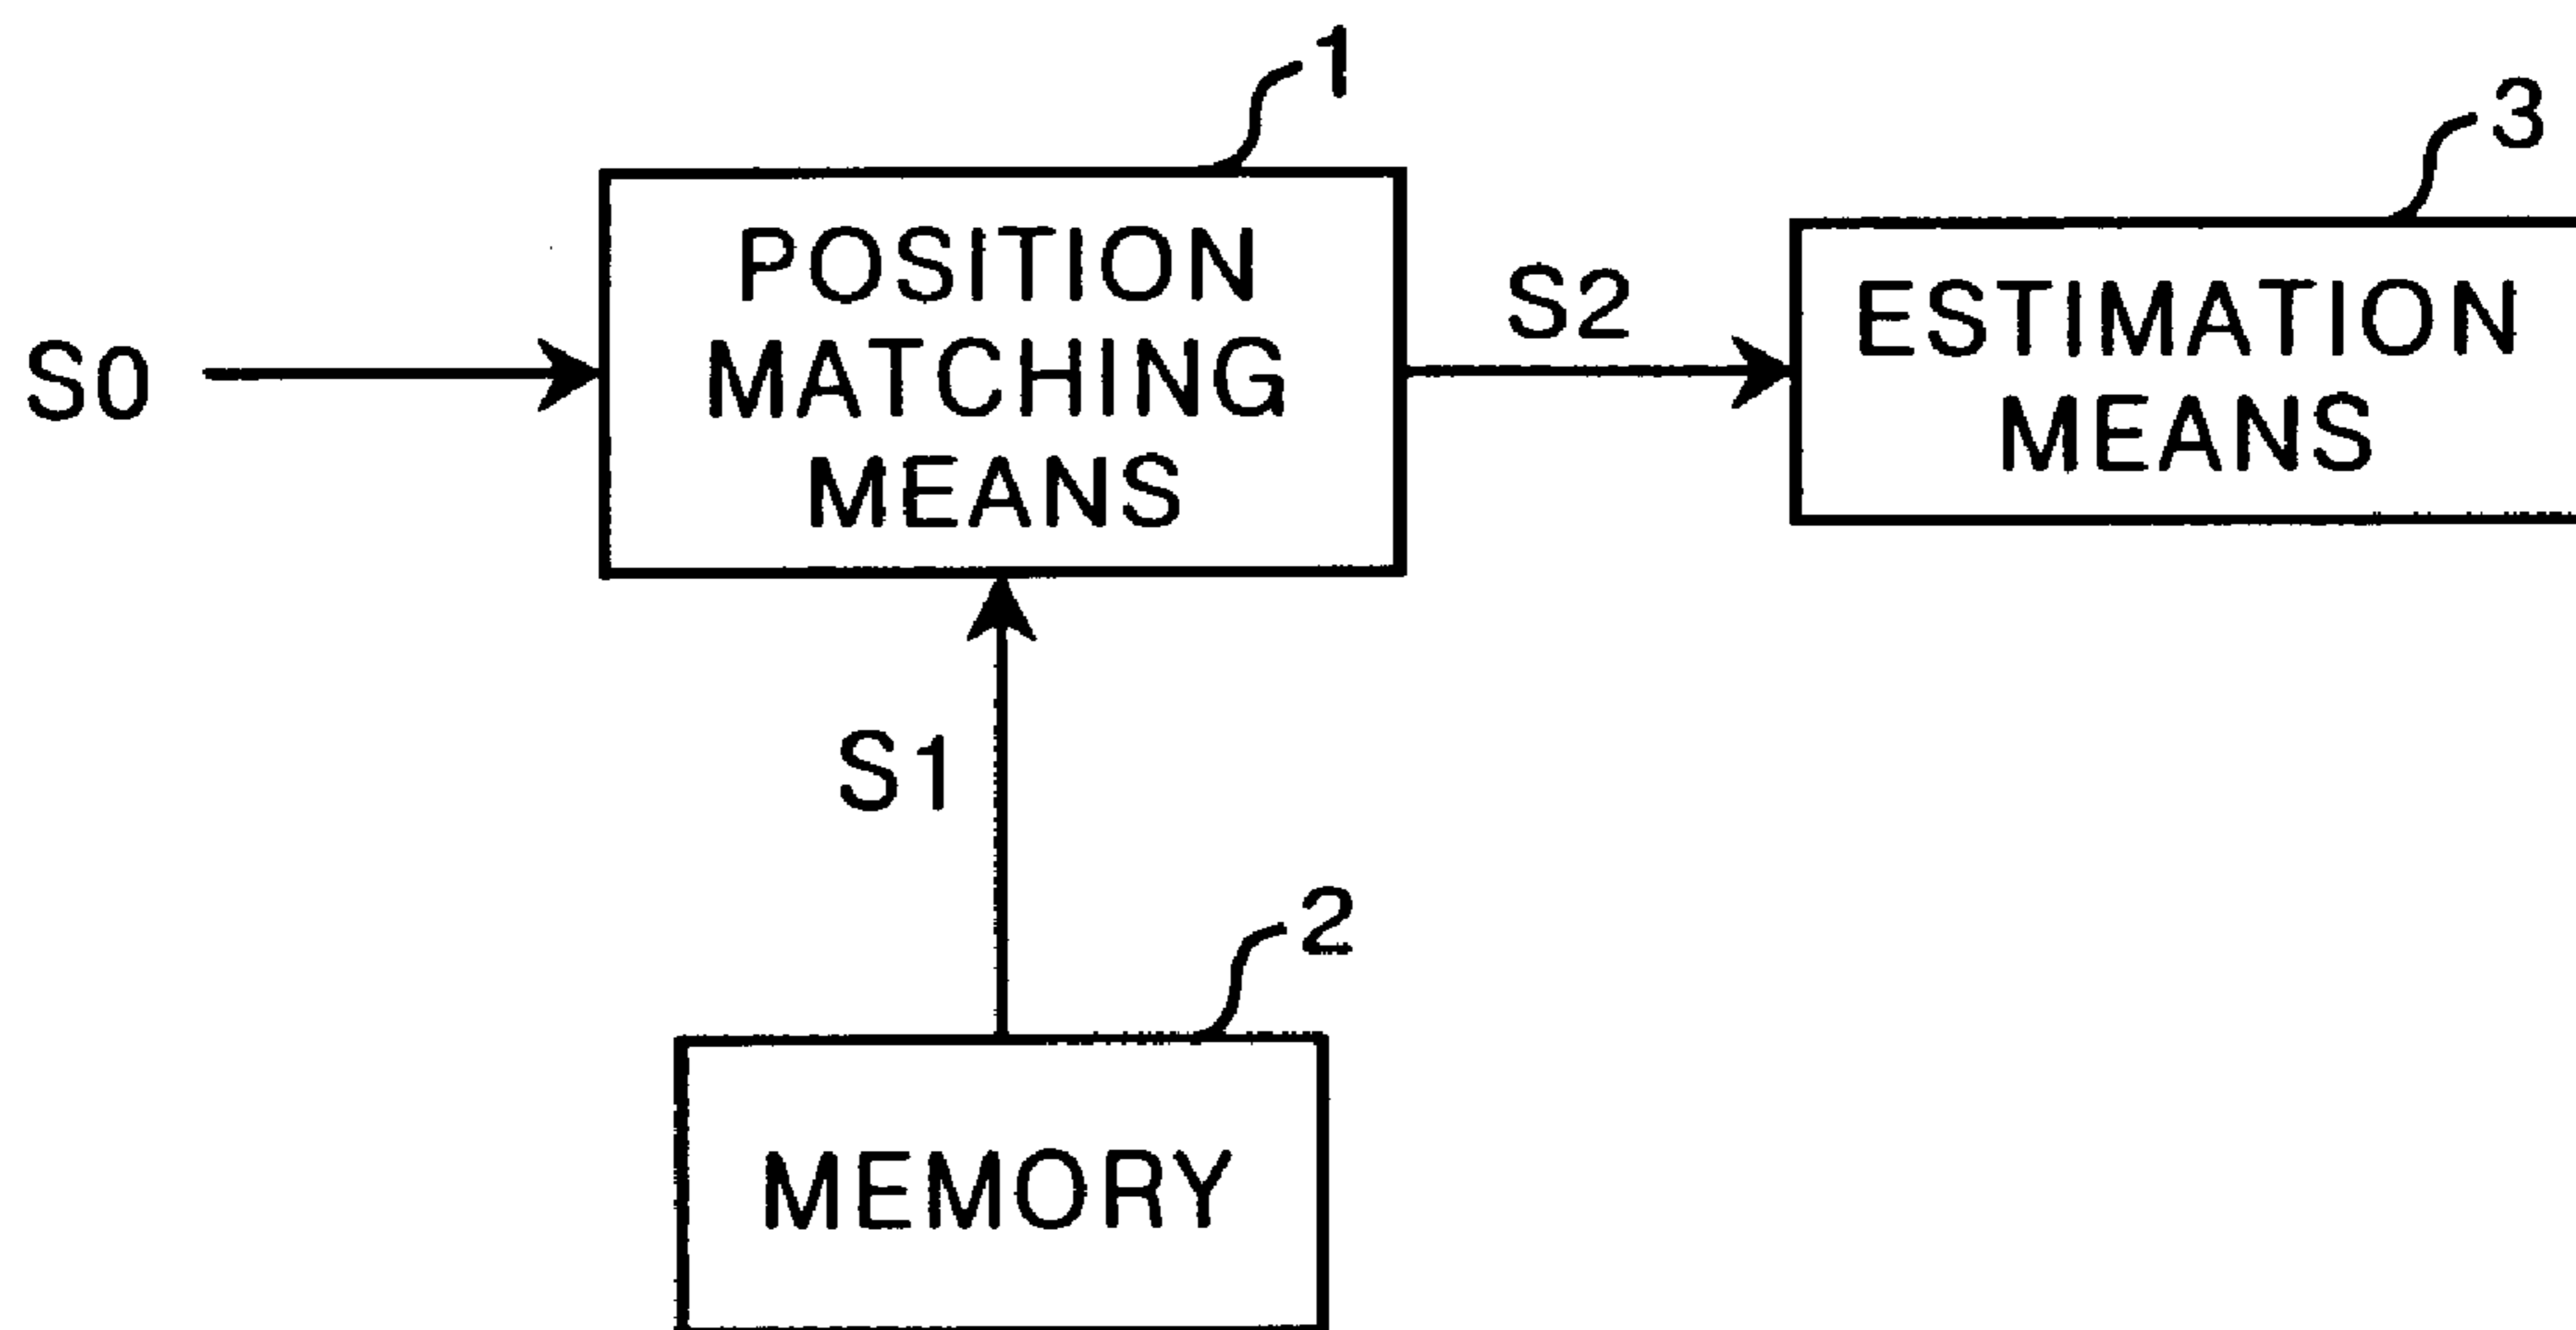 1
3
POSITION
MATCHING
MEANS
S0
S2
ESTIMATION
MEANS
S1
2
MEMORY